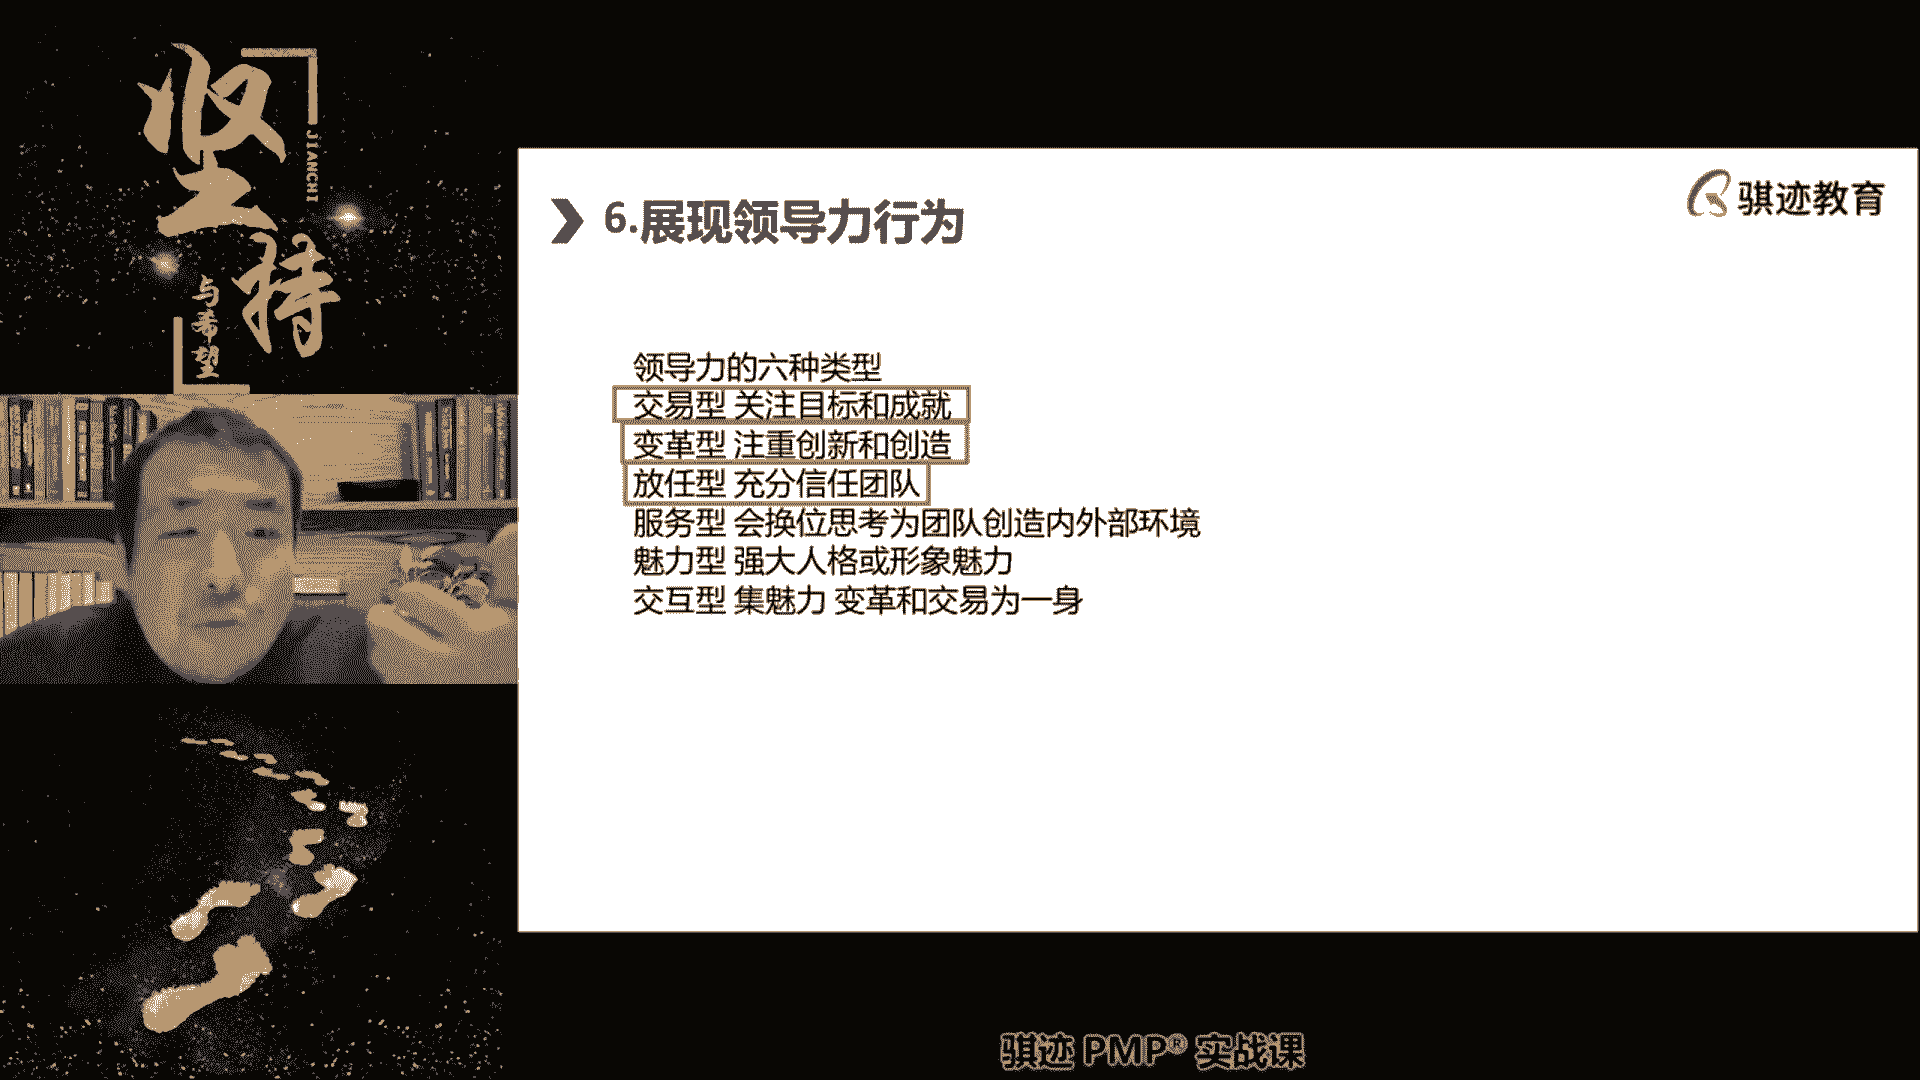 坚持
JIANCHI
与希望
骐迹教育
6.展现领导力行为
领导力的六种类型
交易型 关注目标和成就
变革型 注重创新和创造
放任型 充分信任团队
服务型 会换位思考为团队创造内外部环境
魅力型 强大人格或形象魅力
交互型 集魅力 变革和交易为一身
骐迹 PMP® 实战课